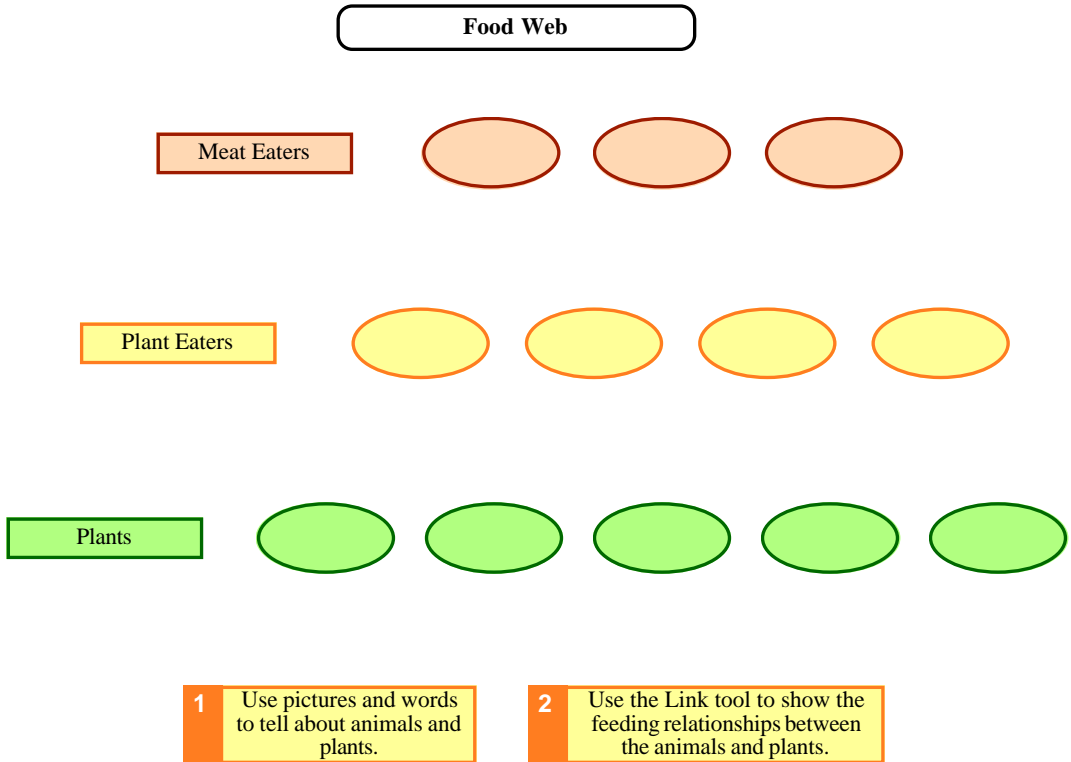 Food Web
Meat Eaters
Plant Eaters
Plants
1
Use pictures and words
to tell about animals and
plants.
2
Use the Link tool to show the
feeding relationships between
the animals and plants.